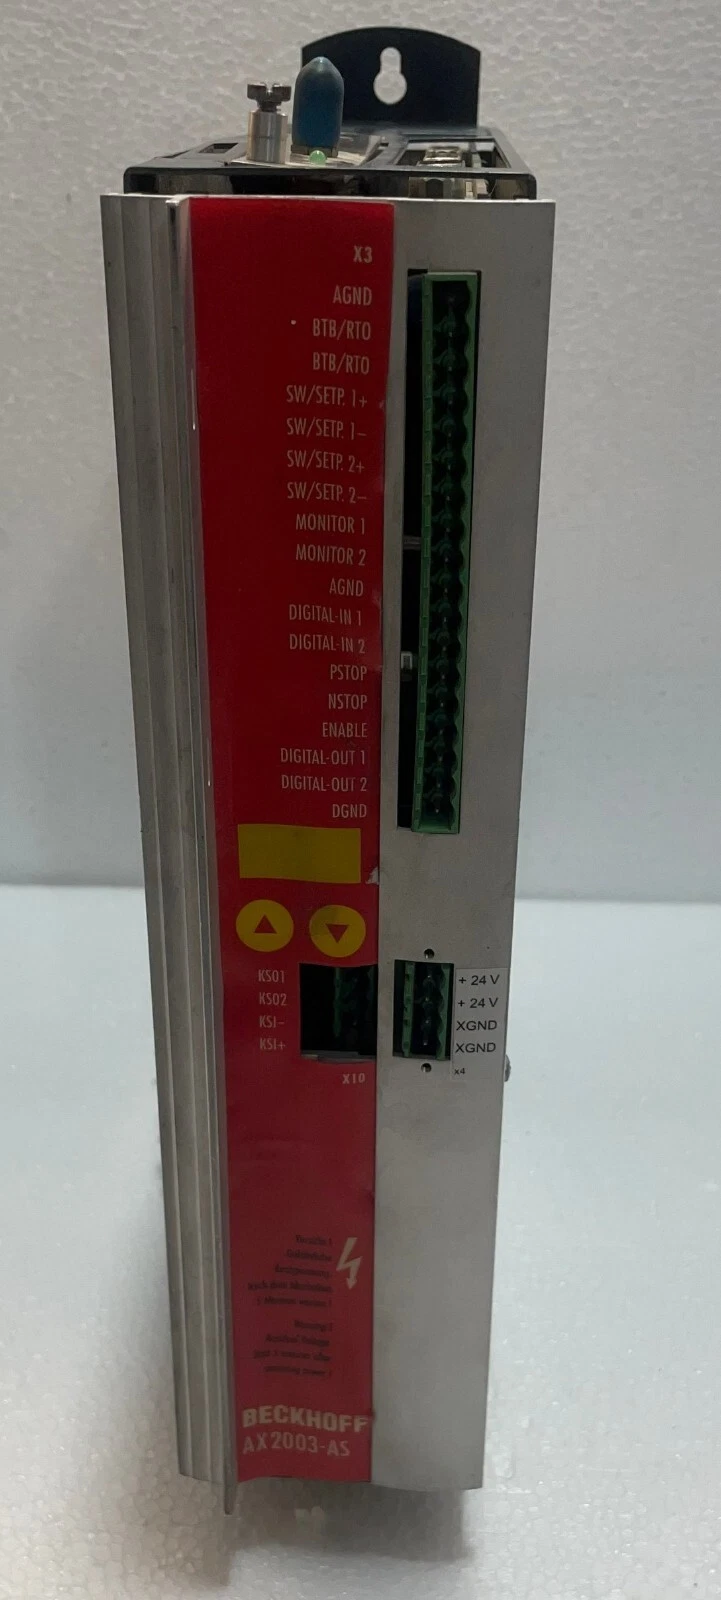 X3
AGND
BTB/RTO
BTB/RTO
SW/SETP. 1+
SW/SETP. 1–
SW/SETP. 2+
SW/SETP. 2–
MONITOR 1
MONITOR 2
AGND
DIGITAL-IN 1
DIGITAL-IN 2
PSTOP
NSTOP
ENABLE
DIGITAL-OUT 1
DIGITAL-OUT 2
DGND
KSO1
KSO2
KSI–
KSI+
X10
+ 24 V
+ 24 V
XGND
XGND
x4
BECKHOFF
AX2003-AS